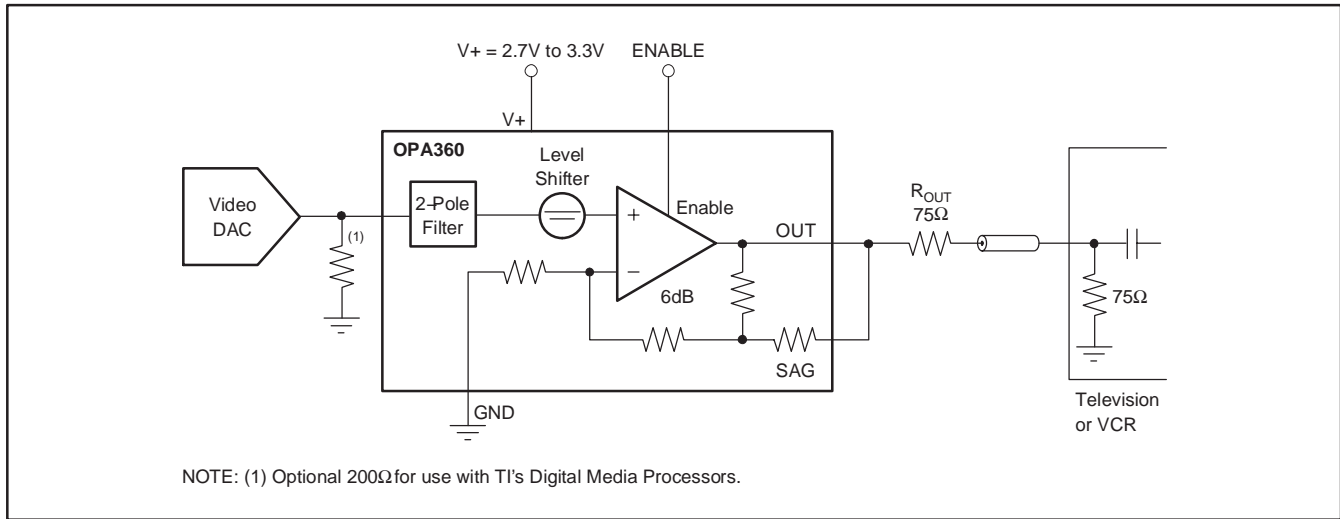 V+ = 2.7V to 3.3V
ENABLE
V+
OPA360
Level
Shifter
Video
DAC
(1)
2−Pole
Filter
+
Enable
−
6dB
OUT
ROUT
75Ω
75Ω
SAG
GND
Television
or VCR
NOTE: (1) Optional 200Ω for use with TI's Digital Media Processors.